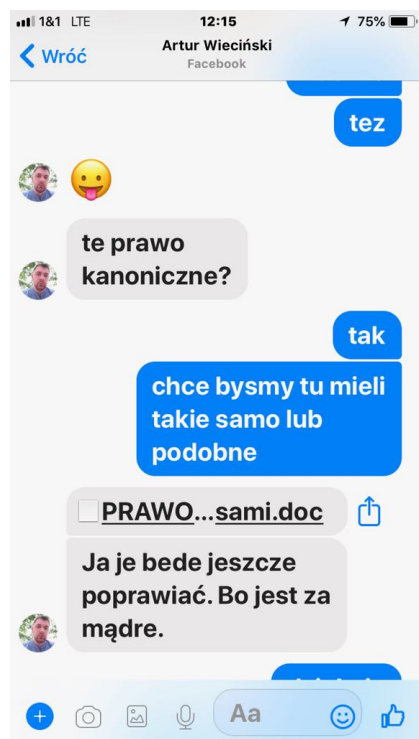 1&1 LTE 12:15 75%
Wróć
Artur Wieciński
Facebook
tez
te prawo
kanoniczne?
tak
chce bysmy tu mieli
takie samo lub
podobne
PRAWO...sami.doc
Ja je bede jeszcze
poprawiać. Bo jest za
mądre.
Aa